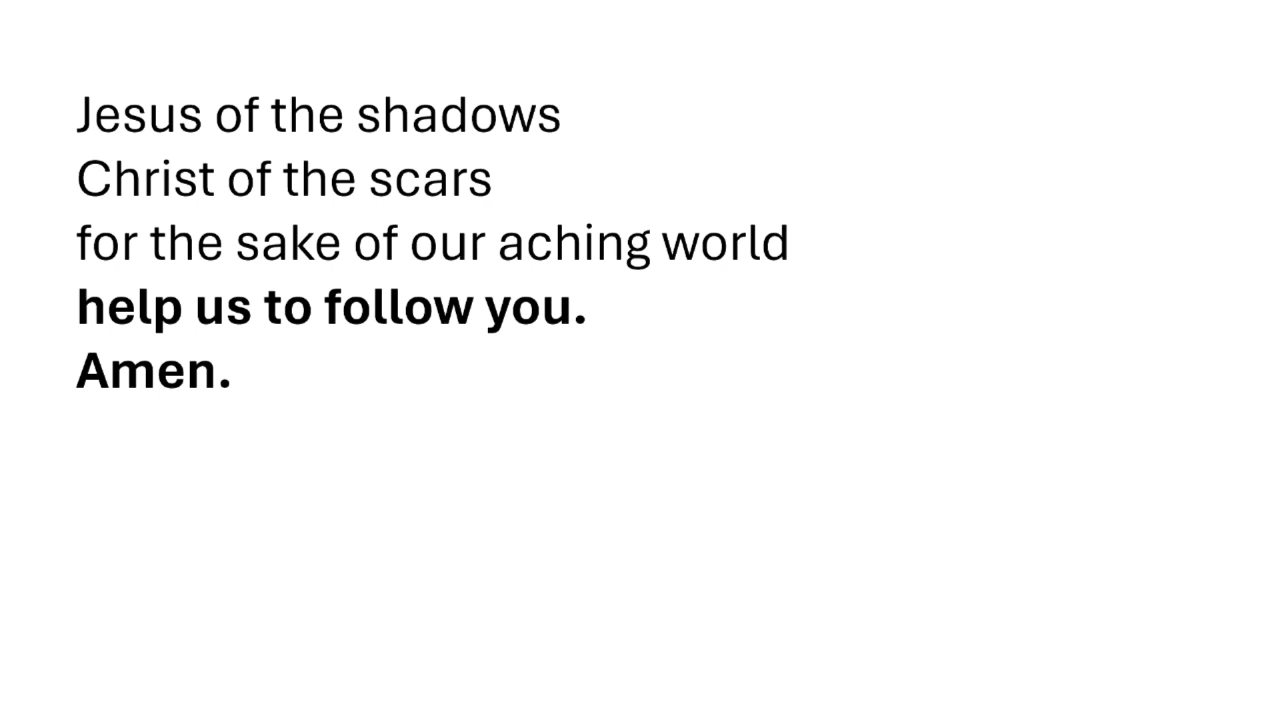 Jesus of the shadows
Christ of the scars
for the sake of our aching world
help us to follow you.
Amen.